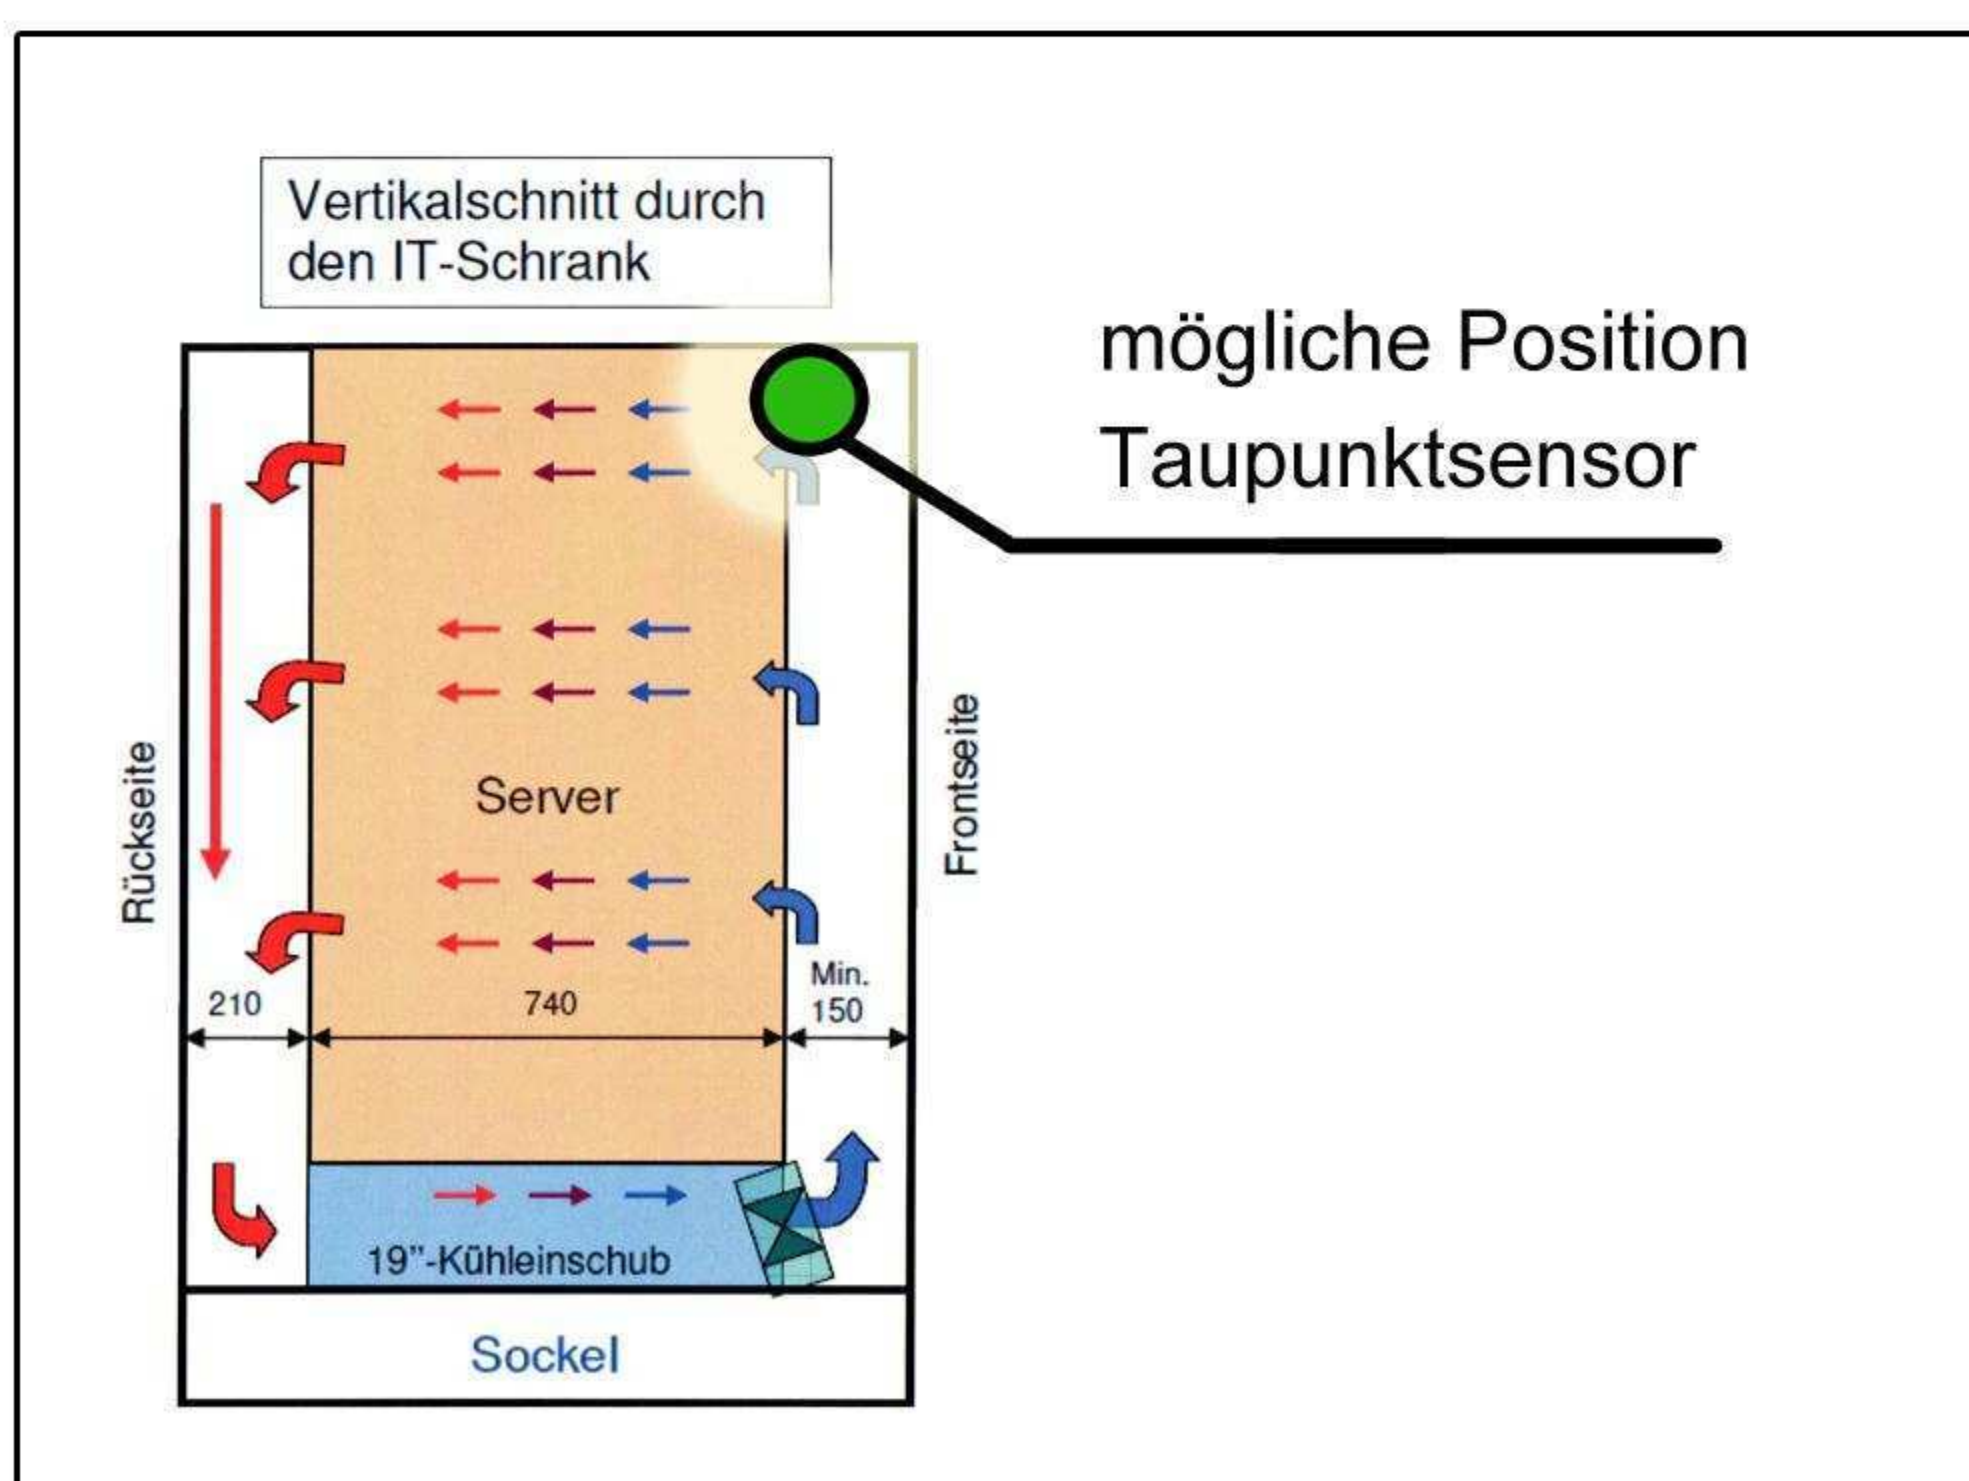 Vertikalschnitt durch
den IT-Schrank
mögliche Position
Taupunktsensor
Rückseite
Server
Frontseite
210
740
Min.
150
19”-Kühleinschub
Sockel